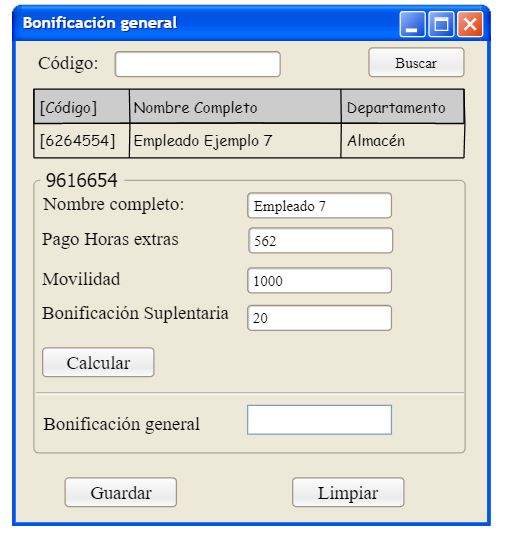 Bonificación general
Código: Buscar
[Código] Nombre Completo Departamento
[6264554] Empleado Ejemplo 7 Almacén
9616654
Nombre completo: Empleado 7
Pago Horas extras 562
Movilidad 1000
Bonificación Suplentaria 20
Calcular
Bonificación general
Guardar Limpiar